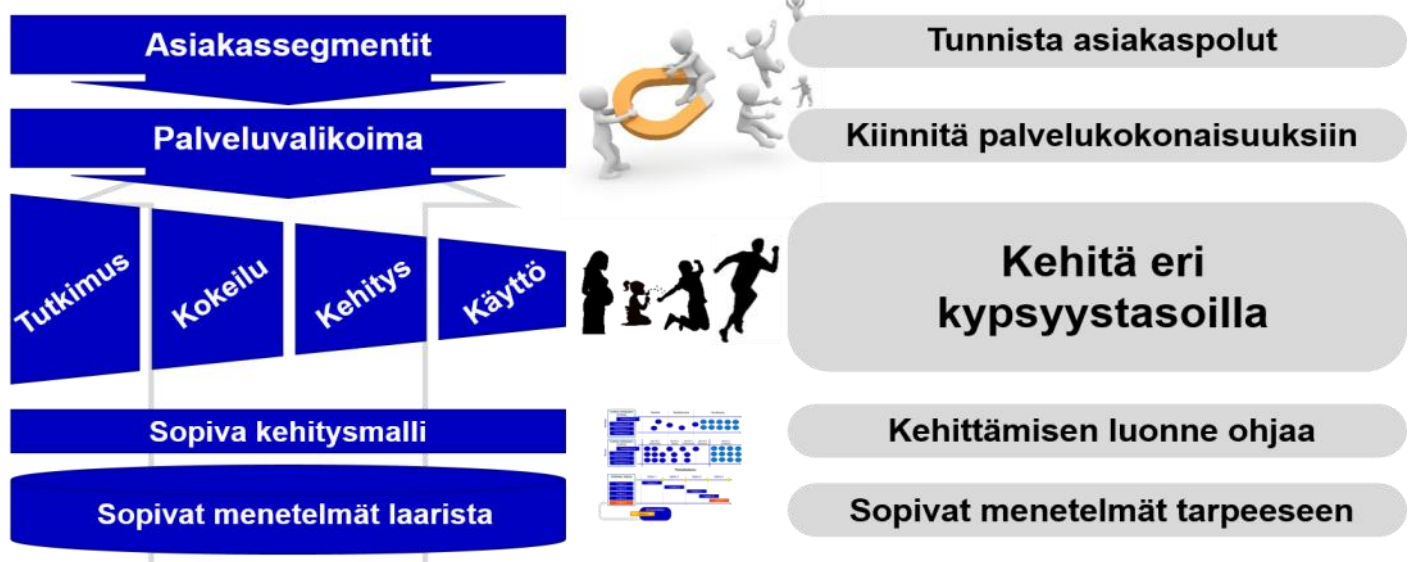 Asiakassegmentit
Tunnista asiakaspolut
Palveluvalikoima
Kiinnitä palvelukokonaisuuksiin
Tutkimus
Kokeilu
Kehitys
Käyttö
Kehitä eri
kypsyystasoilla
Sopiva kehitysmalli
Kehittämisen luonne ohjaa
Sopivat menetelmät laarista
Sopivat menetelmät tarpeeseen